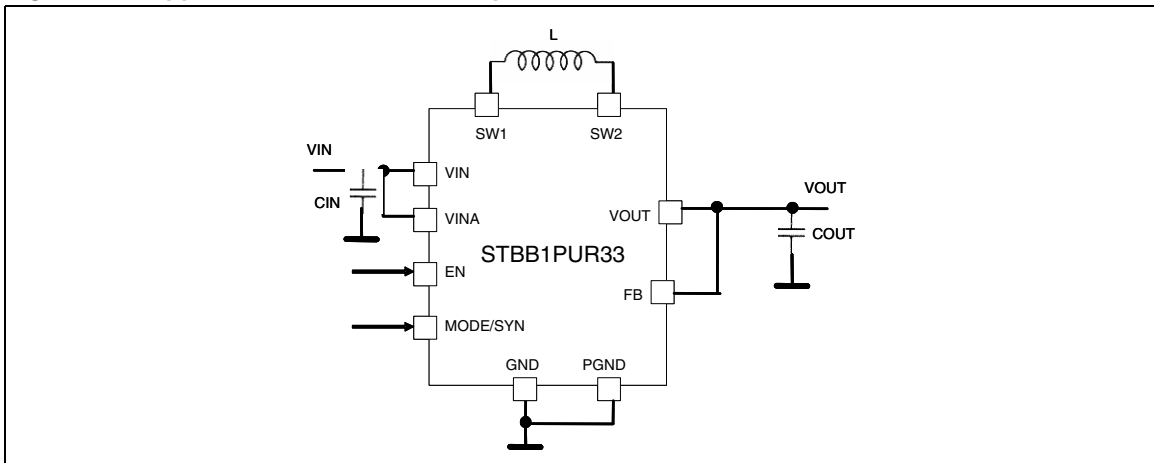 L
SW1
SW2
VIN
VIN
CIN
VINA
VOUT
VOUT
COUT
STBB1PUR33
EN
FB
MODE/SYN
GND
PGND